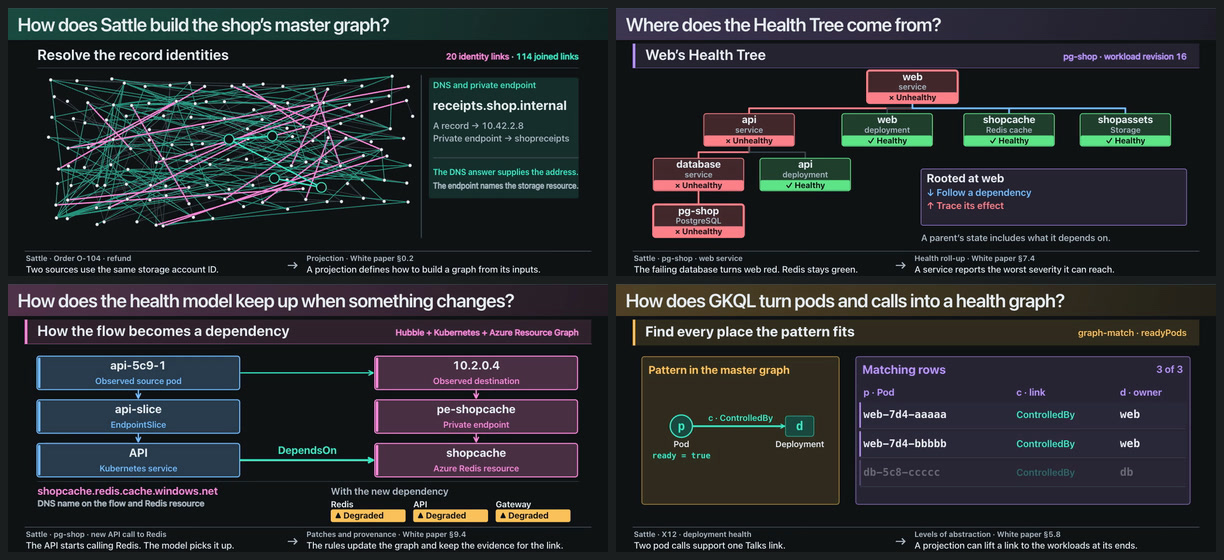 How does Sattle build the shop's master graph?
Resolve the record identities
20 identity links · 114 joined links
DNS and private endpoint
receipts.shop.internal
A record → 10.42.2.8
Private endpoint → shopreceipts
The DNS answer supplies the address.
The endpoint names the storage resource.
Sattle · Order O-104 · refund
Two sources use the same storage account ID.
→
Projection · White paper §0.2
A projection defines how to build a graph from its inputs.
Where does the Health Tree come from?
Web's Health Tree
pg-shop · workload revision 16
web
service
× Unhealthy
api
service
× Unhealthy
web
deployment
✓ Healthy
shopcache
Redis cache
✓ Healthy
shopassets
Storage
✓ Healthy
database
service
× Unhealthy
api
deployment
✓ Healthy
pg-shop
PostgreSQL
× Unhealthy
Rooted at web
↓ Follow a dependency
↑ Trace its effect
A parent's state includes what it depends on.
Sattle · pg-shop · web service
The failing database turns web red. Redis stays green.
→
Health roll-up · White paper §7.4
A service reports the worst severity it can reach.
How does the health model keep up when something changes?
How the flow becomes a dependency
Hubble + Kubernetes + Azure Resource Graph
api-5c9-1
Observed source pod
10.2.0.4
Observed destination
api-slice
EndpointSlice
pe-shopcache
Private endpoint
API
Kubernetes service
DependsOn
shopcache
Azure Redis resource
shopcache.redis.cache.windows.net
DNS name on the flow and Redis resource
With the new dependency
Redis
▲ Degraded
API
▲ Degraded
Gateway
▲ Degraded
Sattle · pg-shop · new API call to Redis
The API starts calling Redis. The model picks it up.
→
Patches and provenance · White paper §9.4
The rules update the graph and keep the evidence for the link.
How does GKQL turn pods and calls into a health graph?
Find every place the pattern fits
graph-match · readyPods
Pattern in the master graph
p
c · ControlledBy
d
Pod
Deployment
ready = true
Matching rows
3 of 3
p · Pod
c · link
d · owner
web-7d4-aaaaa
ControlledBy
web
web-7d4-bbbbb
ControlledBy
web
db-5c8-ccccc
ControlledBy
db
Sattle · X12 · deployment health
Two pod calls support one Talks link.
→
Levels of abstraction · White paper §5.8
A projection can lift a link to the workloads at its ends.